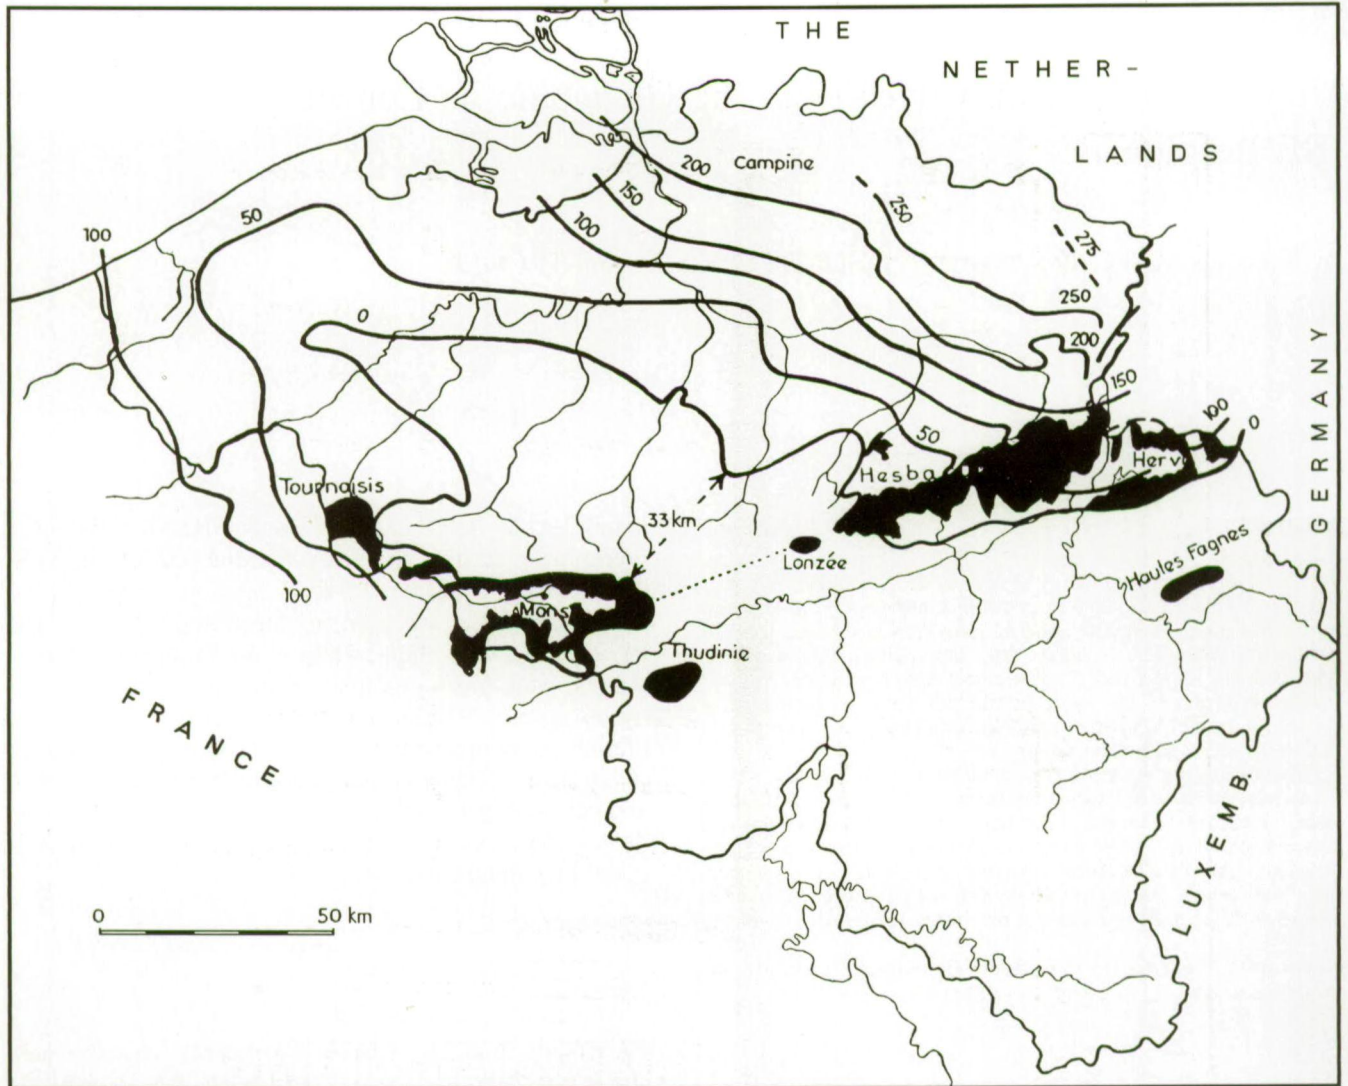 THE
NETHER-
LANDS
200
Campine
150
250
100
50
100
275
250
0
200
150
100
0
50
Hesba
Herv
Tournaisis
GERMANY
33 km
Lonzée
Haules Fagnes
100
Mons
Thudinie
FRANCE
LUXEMB.
0 50 km